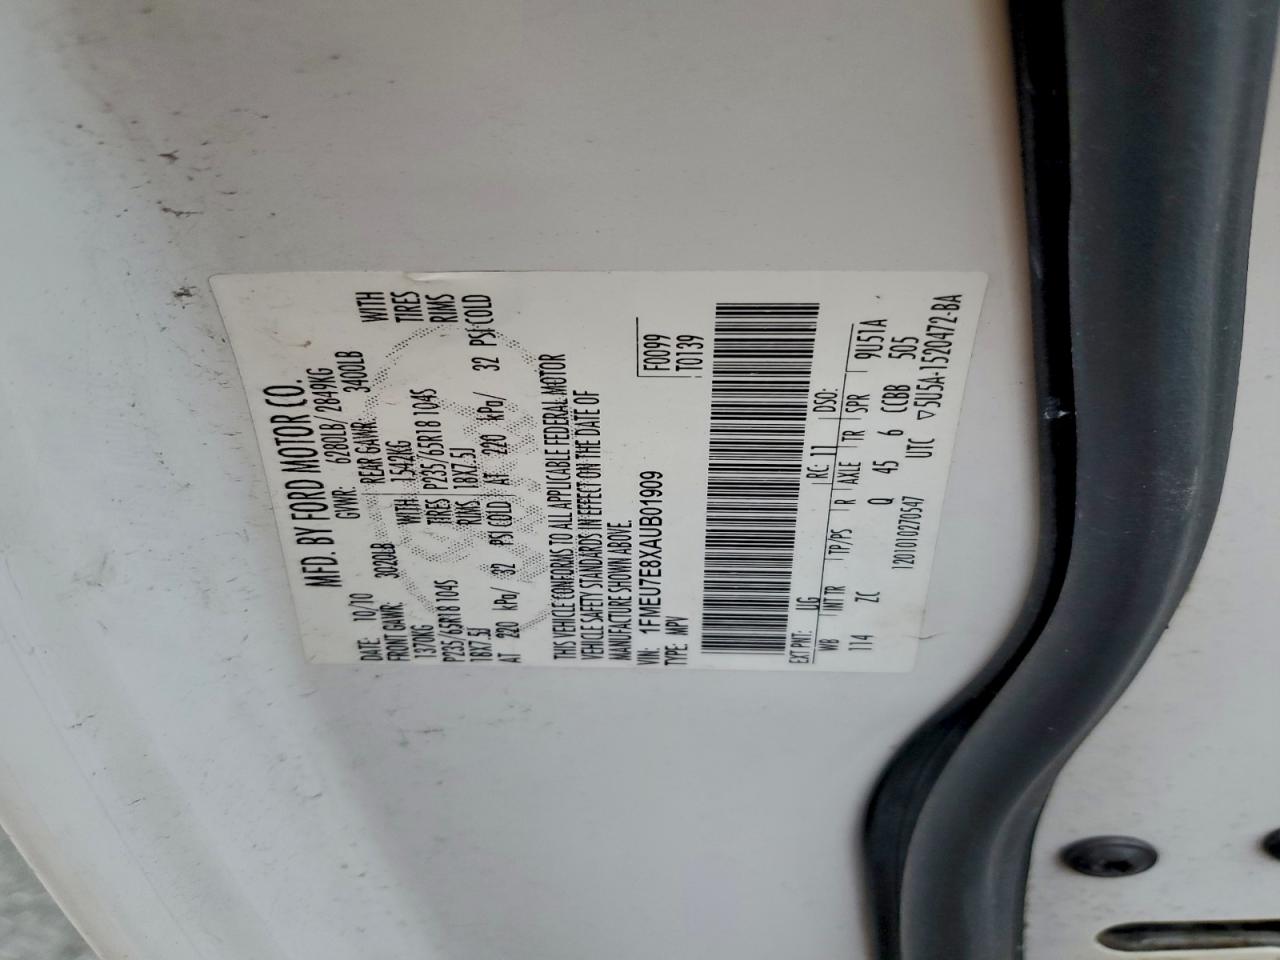 MFD. BY FORD MOTOR CO.
DATE: 10/10 GVWR: 6280LB/ 2849KG
FRONT GAWR: 3020LB REAR GAWR: 3400LB WITH
1370KG WITH 1542KG TIRES
P235/65R18 104S TIRES P235/65R18 104S RIMS
18X7.5J RIMS 18X7.5J
AT 220 kPa/ 32 PSI COLD AT 220 kPa/ 32 PSI COLD
THIS VEHICLE CONFORMS TO ALL APPLICABLE FEDERAL MOTOR
VEHICLE SAFETY STANDARDS IN EFFECT ON THE DATE OF
MANUFACTURE SHOWN ABOVE.
VIN: 1FMEU7E8XAUB01909 F0099
TYPE: MPV T0139
EXT PNT: UG RC: 11 DSO:
WB INT TR TP/PS R AXLE TR SPR 9U51A
114 ZC Q 45 6 CCBB 505
1201010270547 UTC ▽5U5A-1520472-BA